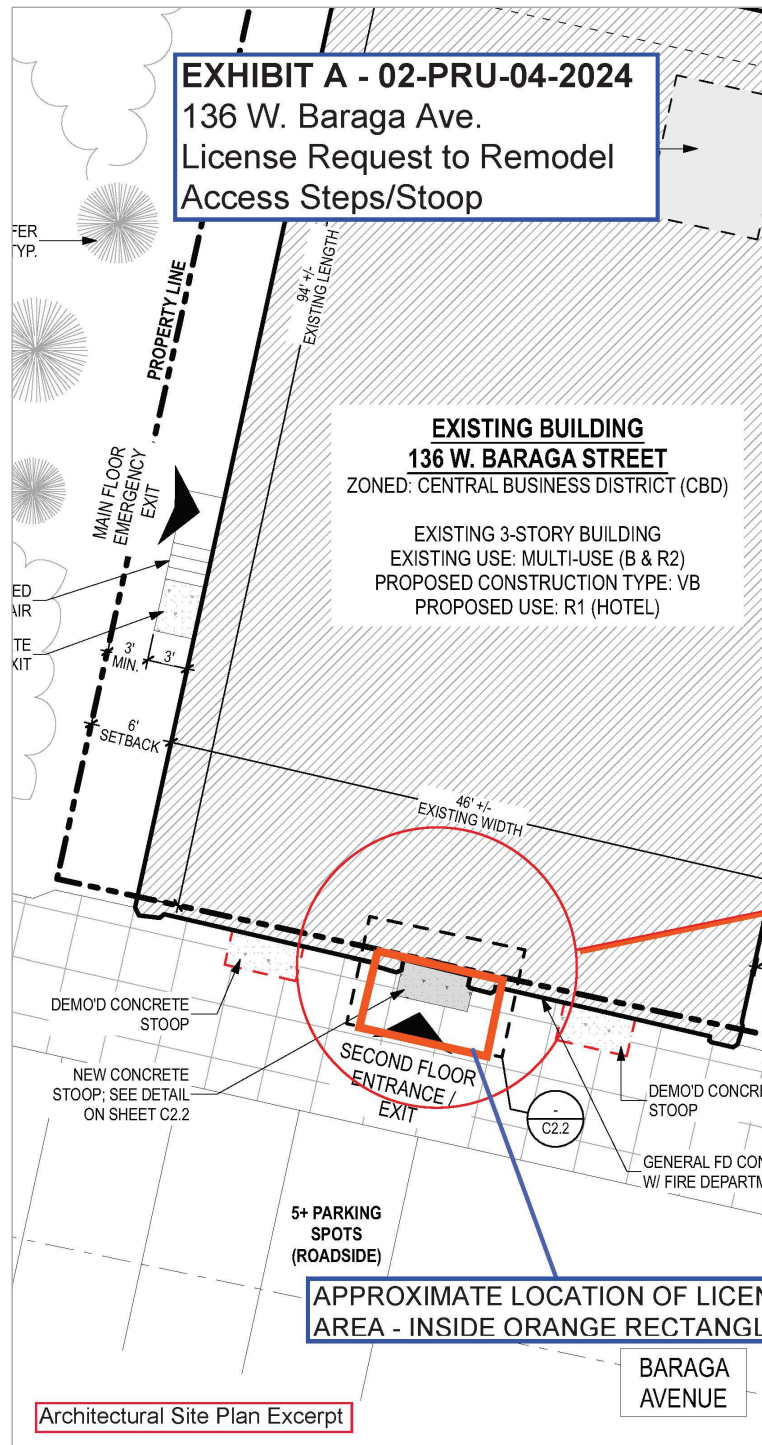 EXHIBIT A - 02-PRU-04-2024
136 W. Baraga Ave.
License Request to Remodel
Access Steps/Stoop
FER
TYP.
PROPERTY LINE
94' +/-
EXISTING LENGTH
MAIN FLOOR
EMERGENCY
EXIT
EXISTING BUILDING
136 W. BARAGA STREET
ZONED: CENTRAL BUSINESS DISTRICT (CBD)
EXISTING 3-STORY BUILDING
EXISTING USE: MULTI-USE (B & R2)
PROPOSED CONSTRUCTION TYPE: VB
PROPOSED USE: R1 (HOTEL)
ED
AIR
TE
XIT
3'
MIN.
3'
6'
SETBACK
46' +/-
EXISTING WIDTH
DEMO'D CONCRETE
STOOP
NEW CONCRETE
STOOP; SEE DETAIL
ON SHEET C2.2
SECOND FLOOR
ENTRANCE /
EXIT
-
C2.2
DEMO'D CONCRE
STOOP
GENERAL FD CON
W/ FIRE DEPARTM
5+ PARKING
SPOTS
(ROADSIDE)
APPROXIMATE LOCATION OF LICEN
AREA - INSIDE ORANGE RECTANGL
BARAGA
AVENUE
Architectural Site Plan Excerpt